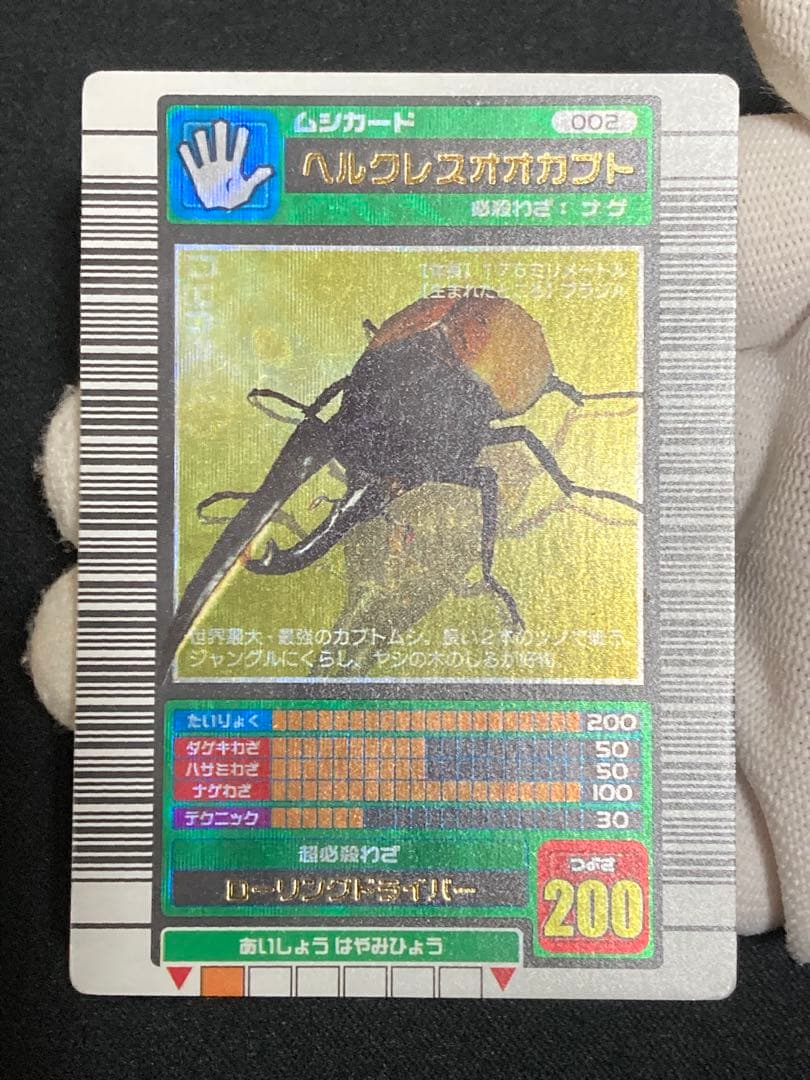 ムシカード
002
ヘルクレスオオカブト
必殺わざ：ナゲ
【体長】176ミリメートル
【生まれたところ】ブラジル
世界最大・最強のカブトムシ。長い2本のツノで戦う。
ジャングルにくらし、ヤシの木のしるが好物。
たいりょく 200
ダゲキわざ 50
ハサミわざ 50
ナゲわざ 100
テクニック 30
超必殺わざ
ローリングドライバー
つよさ
200
あいしょう はやみひょう